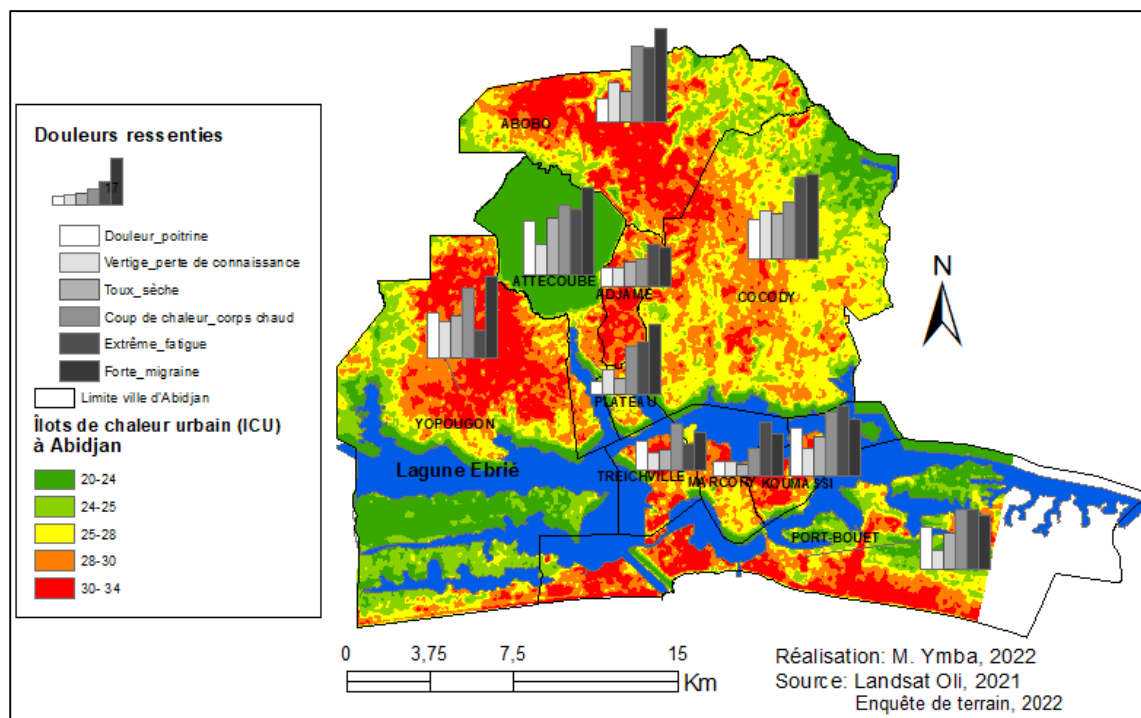 Douleurs ressenties
17
Douleur_poitrine
Vertige_perte de connaissance
Toux_sèche
Coup de chaleur_corps chaud
Extrême_fatigue
Forte_migraine
Limite ville d'Abidjan
Îlots de chaleur urbain (ICU)
à Abidjan
20-24
24-25
25-28
28-30
30- 34
ABOBO
ATTECOUBE
ADJAME
COCODY
N
PLATEAU
YOPOUGON
Lagune Ebrié
TREICHVILLE
MARCORY
KOUMASSI
PORT-BOUET
0 3,75 7,5 15
Km
Réalisation: M. Ymba, 2022
Source: Landsat Oli, 2021
Enquête de terrain, 2022